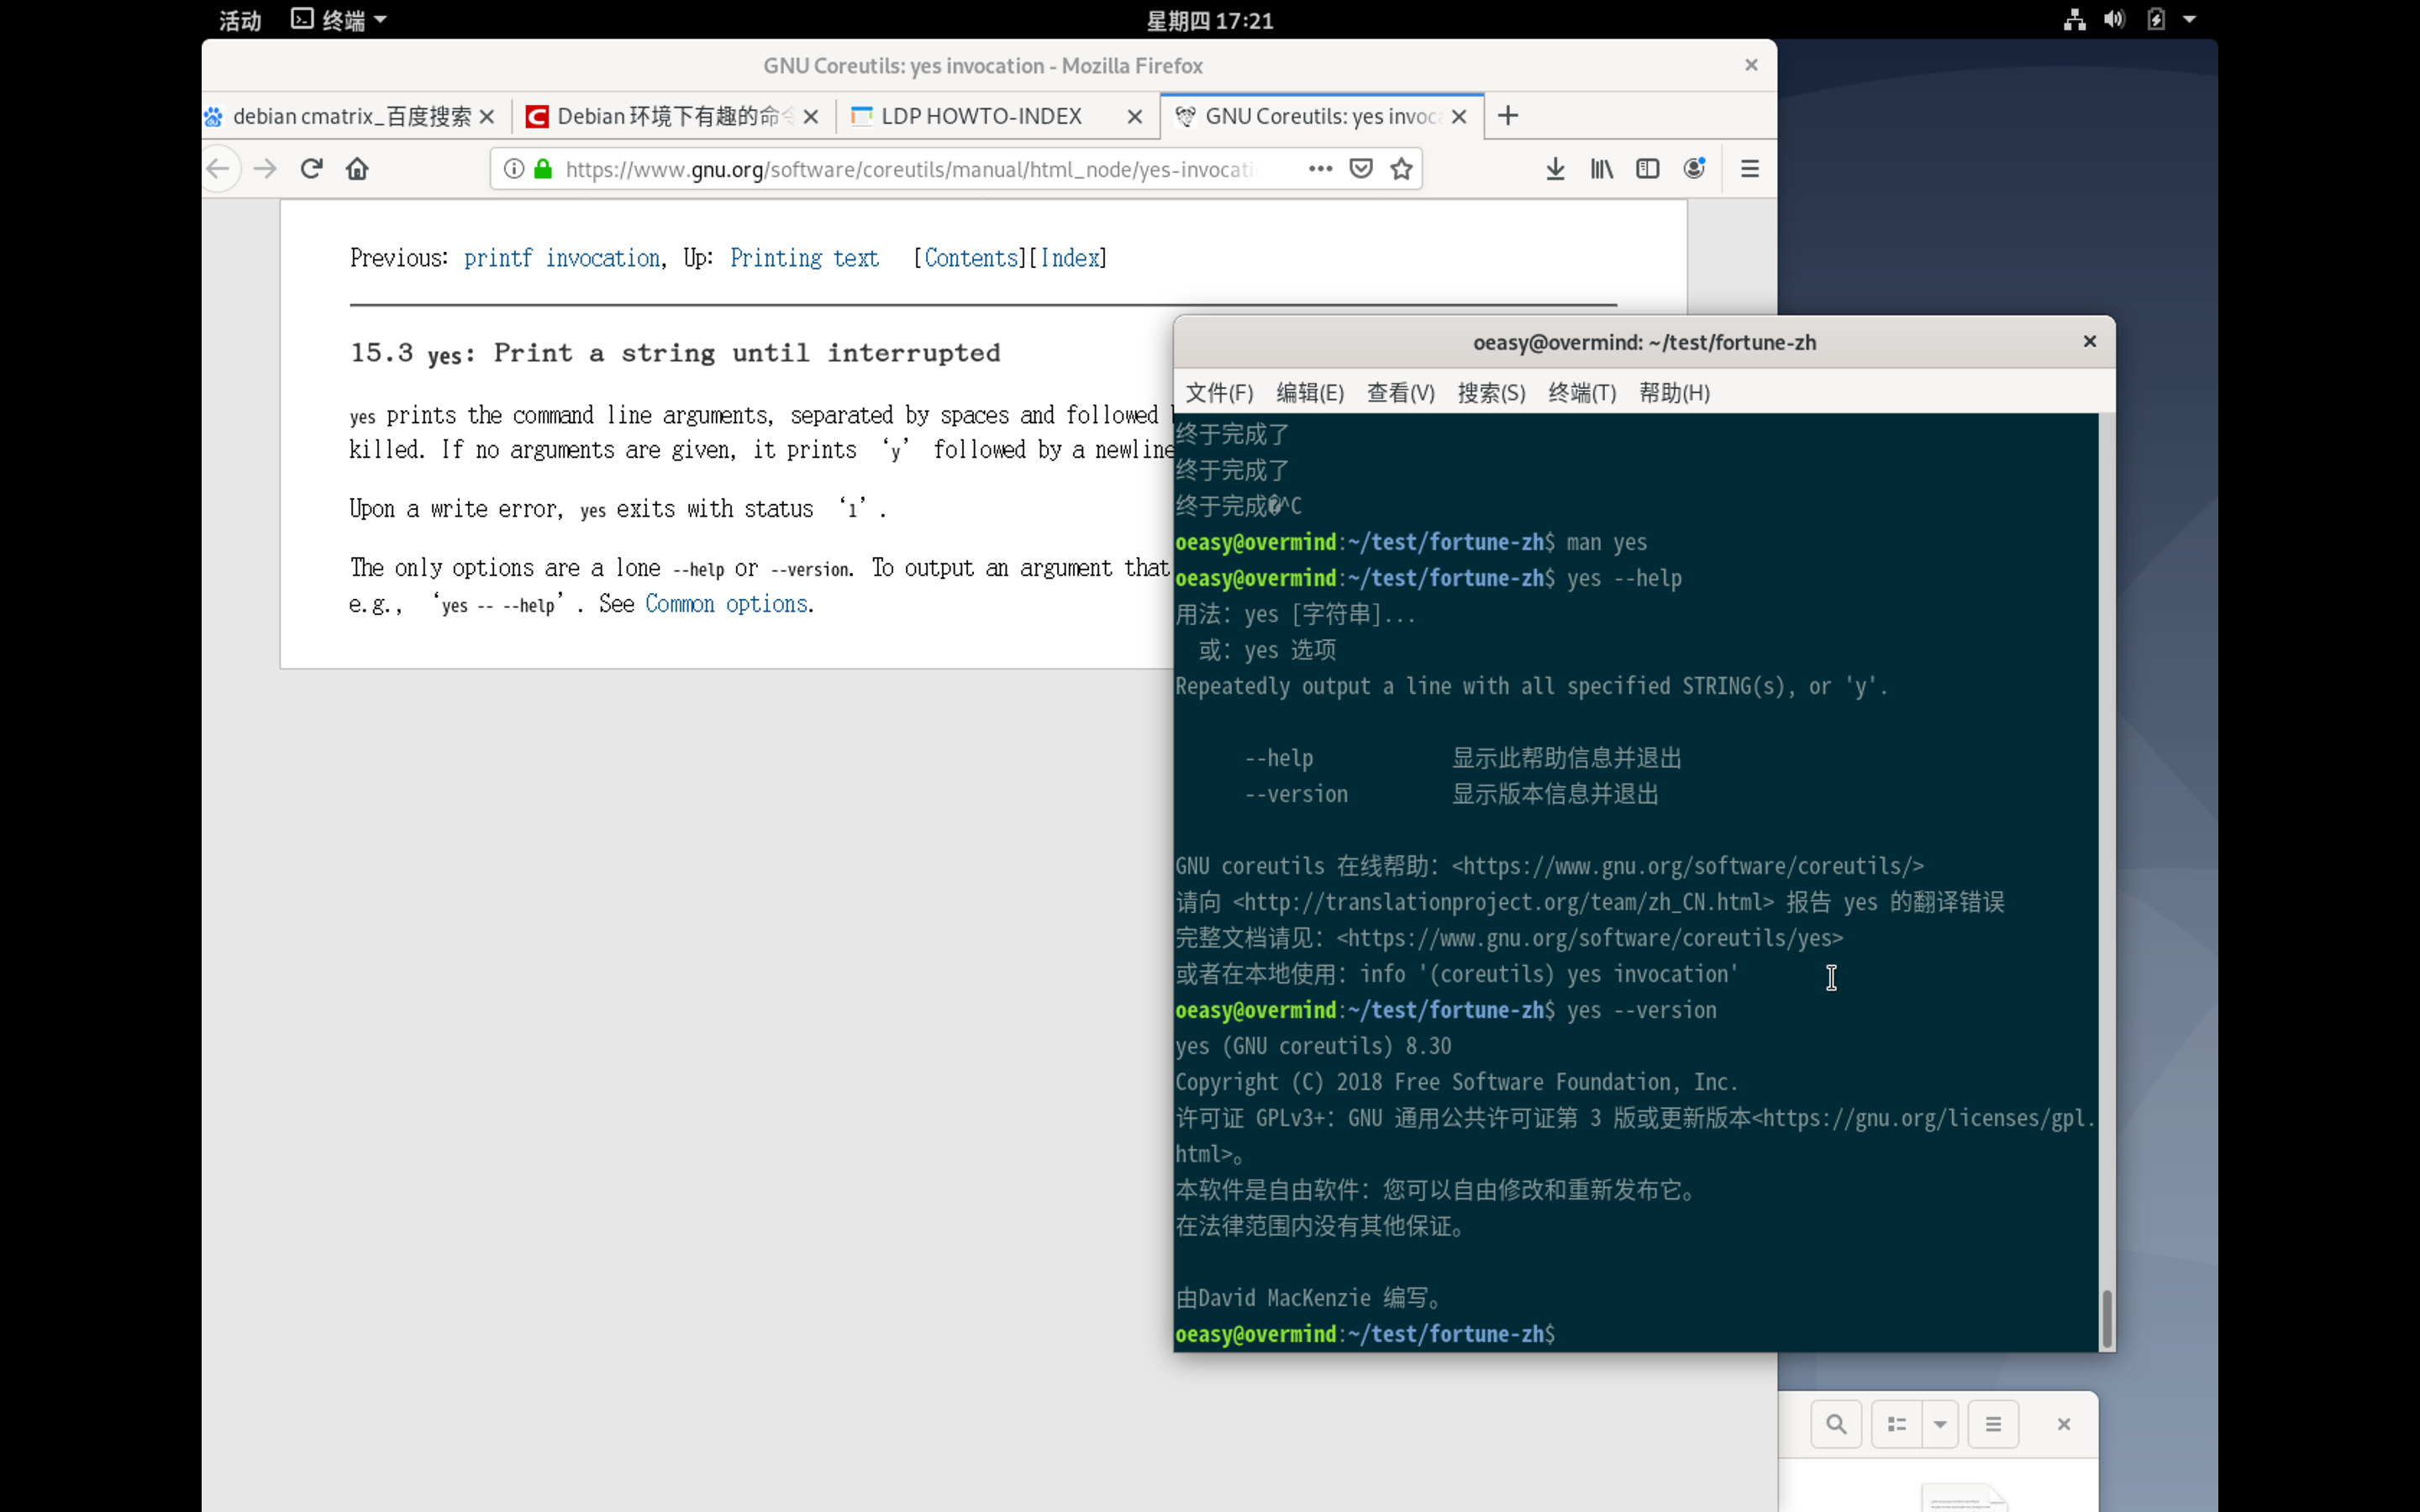 活动 终端 星期四 17:21
GNU Coreutils: yes invocation - Mozilla Firefox
debian cmatrix_百度搜索 Debian 环境下有趣的命令 LDP HOWTO-INDEX GNU Coreutils: yes invoc
https://www.gnu.org/software/coreutils/manual/html_node/yes-invocati
Previous: printf invocation, Up: Printing text [Contents][Index]
15.3 yes: Print a string until interrupted
yes prints the command line arguments, separated by spaces and followed
killed. If no arguments are given, it prints ‘y’ followed by a newline
Upon a write error, yes exits with status ‘1’.
The only options are a lone --help or --version. To output an argument that
e.g., ‘yes -- --help’. See Common options.
oeasy@overmind: ~/test/fortune-zh
文件(F) 编辑(E) 查看(V) 搜索(S) 终端(T) 帮助(H)
终于完成了
终于完成了
终于完成�^C
oeasy@overmind:~/test/fortune-zh$ man yes
oeasy@overmind:~/test/fortune-zh$ yes --help
用法：yes [字符串]...
或：yes 选项
Repeatedly output a line with all specified STRING(s), or 'y'.
--help 显示此帮助信息并退出
--version 显示版本信息并退出
GNU coreutils 在线帮助：<https://www.gnu.org/software/coreutils/>
请向 <http://translationproject.org/team/zh_CN.html> 报告 yes 的翻译错误
完整文档请见：<https://www.gnu.org/software/coreutils/yes>
或者在本地使用：info '(coreutils) yes invocation'
oeasy@overmind:~/test/fortune-zh$ yes --version
yes (GNU coreutils) 8.30
Copyright (C) 2018 Free Software Foundation, Inc.
许可证 GPLv3+：GNU 通用公共许可证第 3 版或更新版本<https://gnu.org/licenses/gpl.
html>。
本软件是自由软件：您可以自由修改和重新发布它。
在法律范围内没有其他保证。
由David MacKenzie 编写。
oeasy@overmind:~/test/fortune-zh$